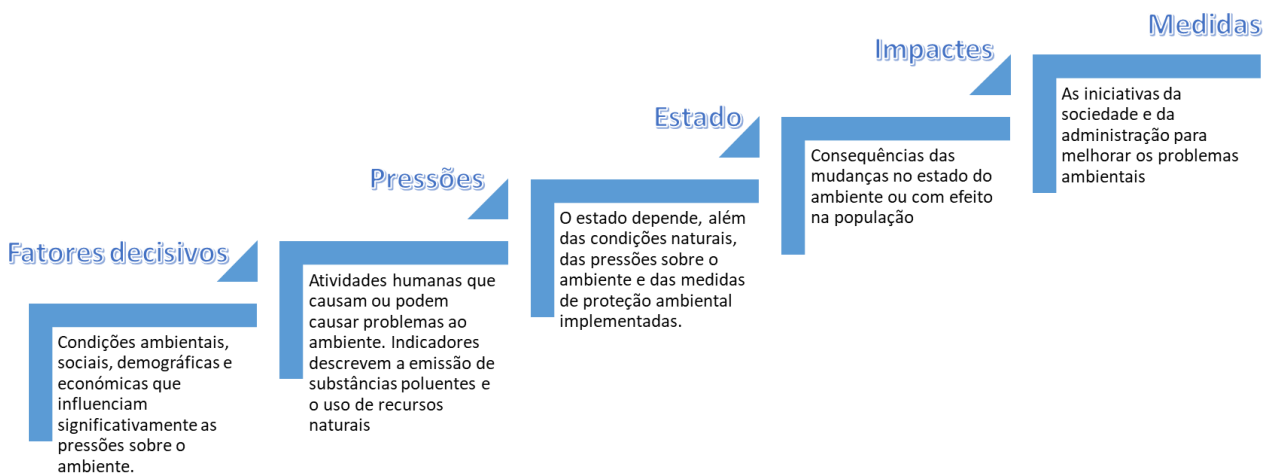 Fatores decisivos
Condições ambientais,
sociais, demográficas e
económicas que
influenciam
significativamente as
pressões sobre o
ambiente.
Pressões
Atividades humanas que
causam ou podem
causar problemas ao
ambiente. Indicadores
descrevem a emissão de
substâncias poluentes e
o uso de recursos
naturais
Estado
O estado depende, além
das condições naturais,
das pressões sobre o
ambiente e das medidas
de proteção ambiental
implementadas.
Impactes
Consequências das
mudanças no estado do
ambiente ou com efeito
na população
Medidas
As iniciativas da
sociedade e da
administração para
melhorar os problemas
ambientais